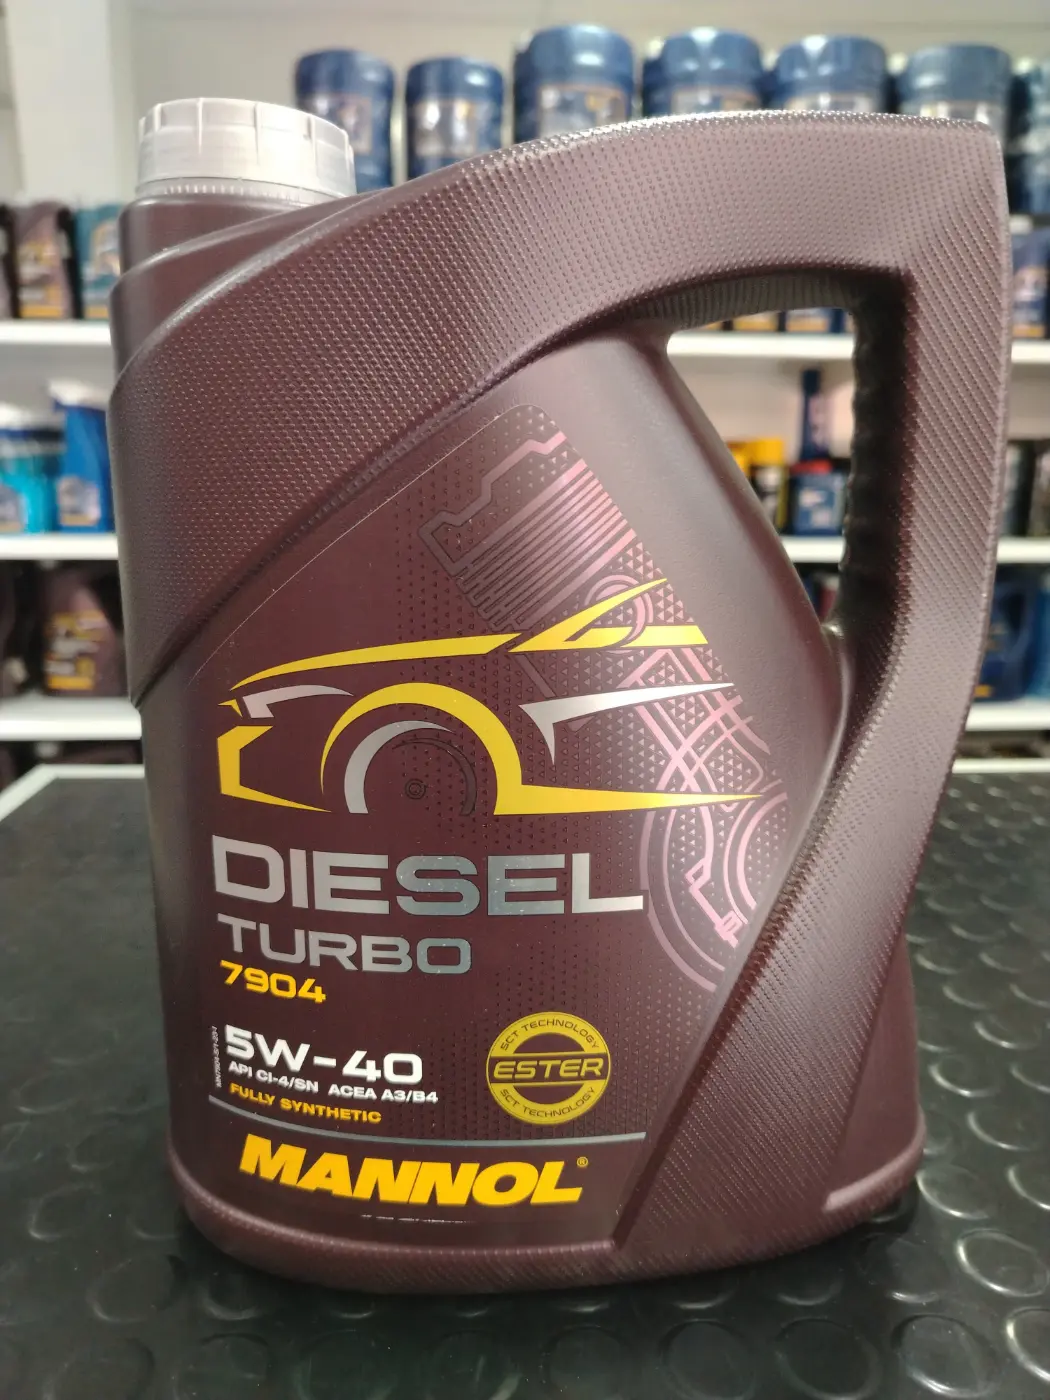 DIESEL
TURBO
7904
5W-40
API CI-4/SN ACEA A3/B4
FULLY SYNTHETIC
SCT TECHNOLOGY
ESTER
SCT TECHNOLOGY
MANNOL®